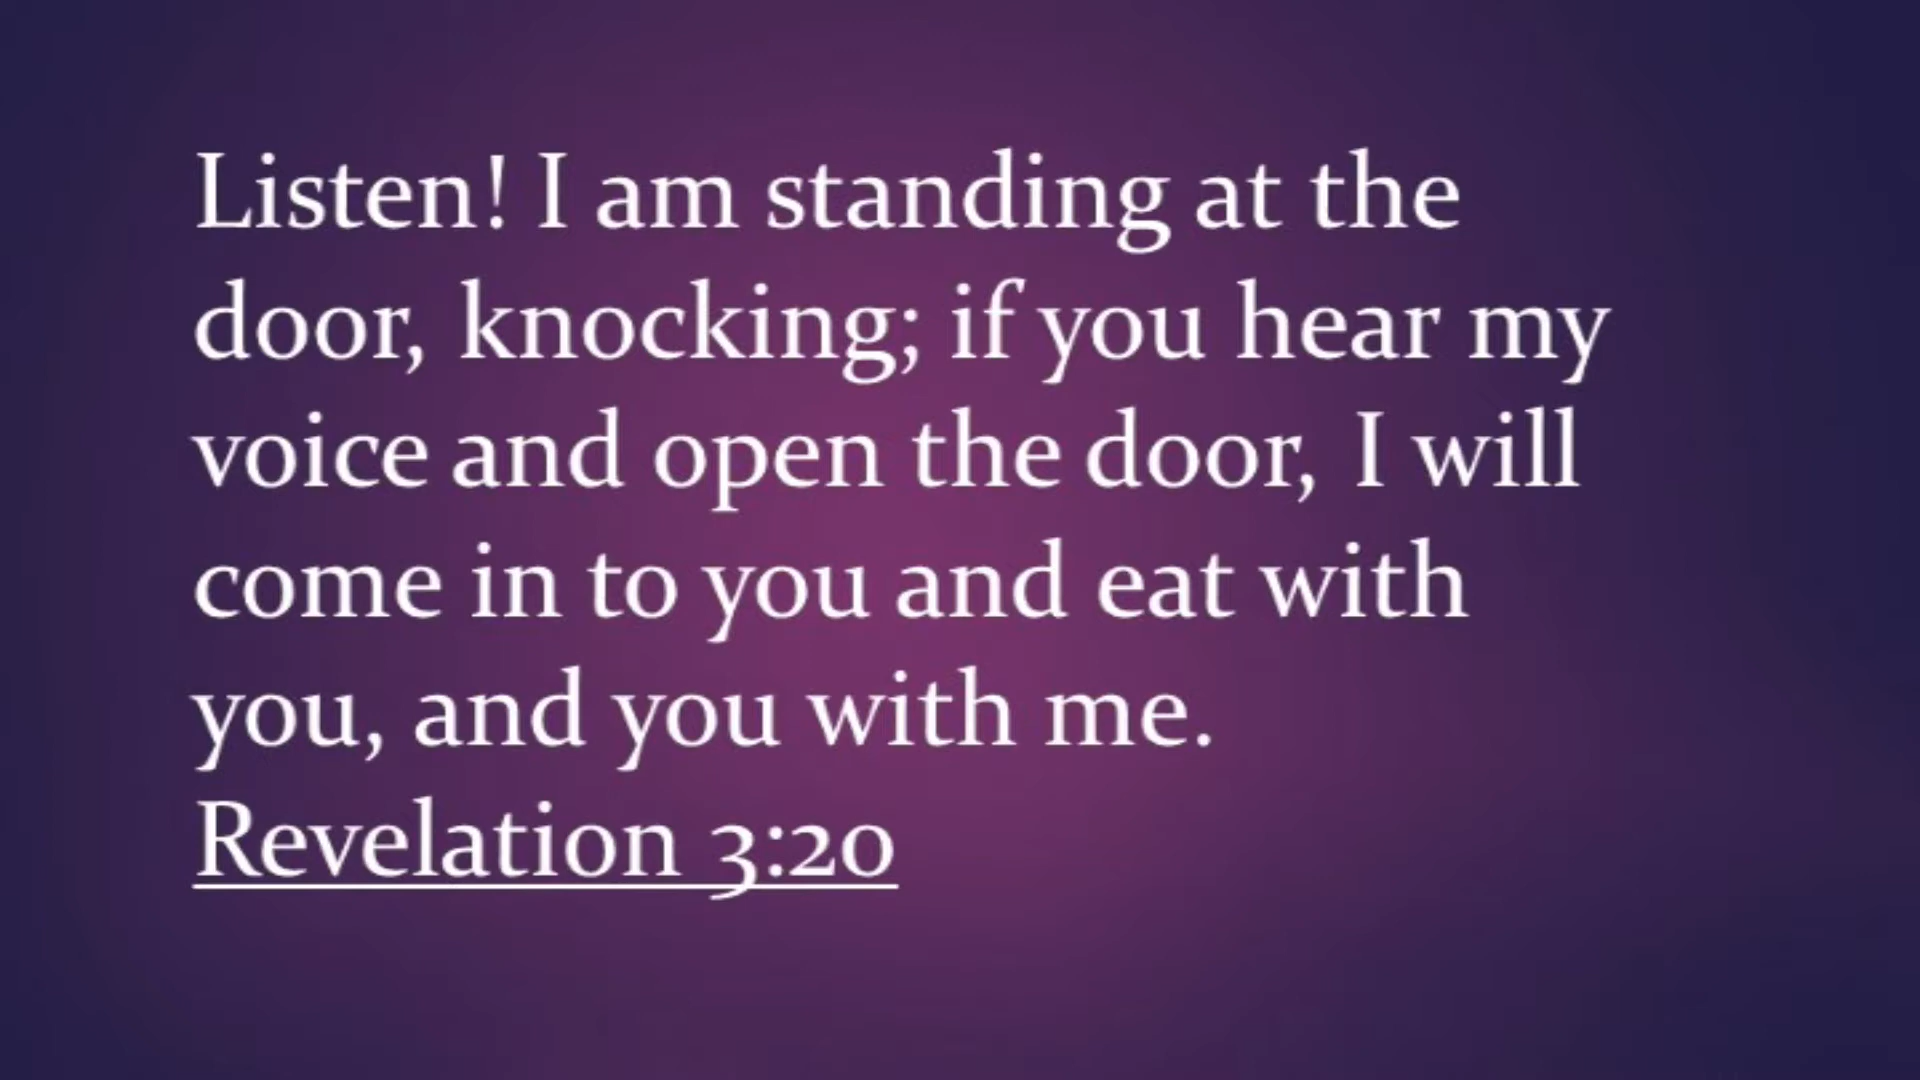 Listen! I am standing at the
door, knocking; if you hear my
voice and open the door, I will
come in to you and eat with
you, and you with me.
Revelation 3:20